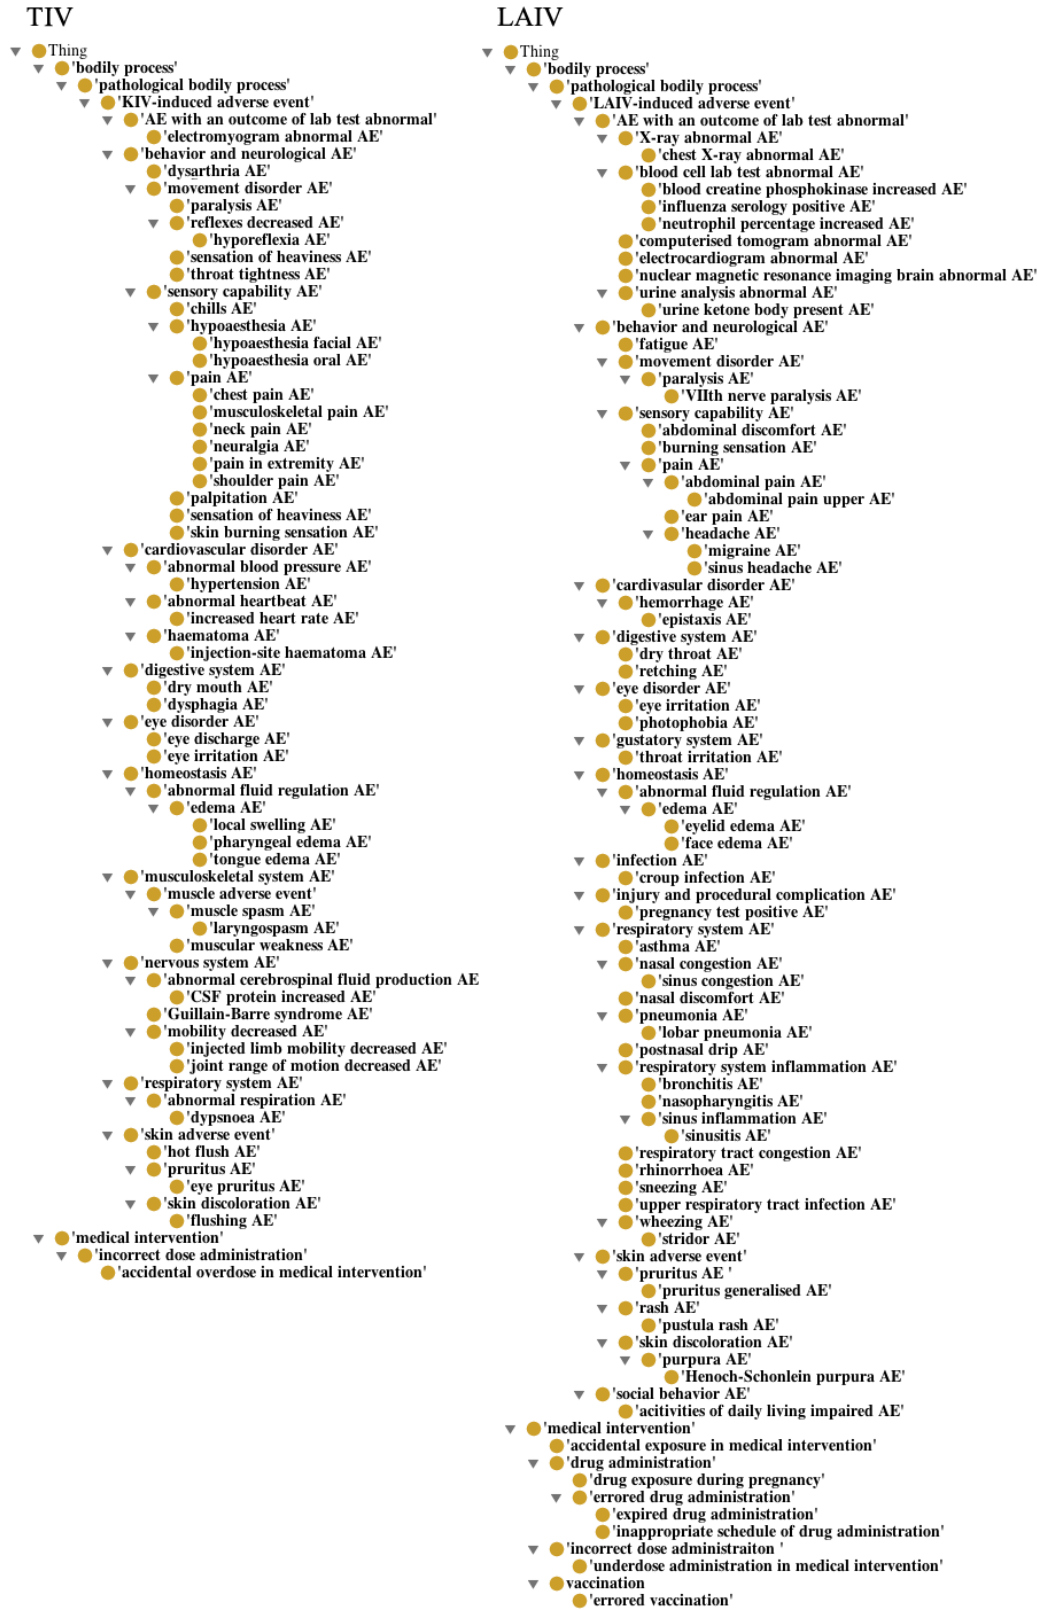 TIV
Thing
'bodily process'
'pathological bodily process'
'KIV-induced adverse event'
'AE with an outcome of lab test abnormal'
'electromyogram abnormal AE'
'behavior and neurological AE'
'dysarthria AE'
'movement disorder AE'
'paralysis AE'
'reflexes decreased AE'
'hyporeflexia AE'
'sensation of heaviness AE'
'throat tightness AE'
'sensory capability AE'
'chills AE'
'hypoaesthesia AE'
'hypoaesthesia facial AE'
'hypoaesthesia oral AE'
'pain AE'
'chest pain AE'
'musculoskeletal pain AE'
'neck pain AE'
'neuralgia AE'
'pain in extremity AE'
'shoulder pain AE'
'palpitation AE'
'sensation of heaviness AE'
'skin burning sensation AE'
'cardiovascular disorder AE'
'abnormal blood pressure AE'
'hypertension AE'
'abnormal heartbeat AE'
'increased heart rate AE'
'haematoma AE'
'injection-site haematoma AE'
'digestive system AE'
'dry mouth AE'
'dysphagia AE'
'eye disorder AE'
'eye discharge AE'
'eye irritation AE'
'homeostasis AE'
'abnormal fluid regulation AE'
'edema AE'
'local swelling AE'
'pharyngeal edema AE'
'tongue edema AE'
'musculoskeletal system AE'
'muscle adverse event'
'muscle spasm AE'
'laryngospasm AE'
'muscular weakness AE'
'nervous system AE'
'abnormal cerebrospinal fluid production AE
'CSF protein increased AE'
'Guillain-Barre syndrome AE'
'mobility decreased AE'
'injected limb mobility decreased AE'
'joint range of motion decreased AE'
'respiratory system AE'
'abnormal respiration AE'
'dypsnoea AE'
'skin adverse event'
'hot flush AE'
'pruritus AE'
'eye pruritus AE'
'skin discoloration AE'
'flushing AE'
'medical intervention'
'incorrect dose administration'
'accidental overdose in medical intervention'
LAIV
Thing
'bodily process'
'pathological bodily process'
'LAIV-induced adverse event'
'AE with an outcome of lab test abnormal'
'X-ray abnormal AE'
'chest X-ray abnormal AE'
'blood cell lab test abnormal AE'
'blood creatine phosphokinase increased AE'
'influenza serology positive AE'
'neutrophil percentage increased AE'
'computerised tomogram abnormal AE'
'electrocardiogram abnormal AE'
'nuclear magnetic resonance imaging brain abnormal AE'
'urine analysis abnormal AE'
'urine ketone body present AE'
'behavior and neurological AE'
'fatigue AE'
'movement disorder AE'
'paralysis AE'
'VIIth nerve paralysis AE'
'sensory capability AE'
'abdominal discomfort AE'
'burning sensation AE'
'pain AE'
'abdominal pain AE'
'abdominal pain upper AE'
'ear pain AE'
'headache AE'
'migraine AE'
'sinus headache AE'
'cardivasular disorder AE'
'hemorrhage AE'
'epistaxis AE'
'digestive system AE'
'dry throat AE'
'retching AE'
'eye disorder AE'
'eye irritation AE'
'photophobia AE'
'gustatory system AE'
'throat irritation AE'
'homeostasis AE'
'abnormal fluid regulation AE'
'edema AE'
'eyelid edema AE'
'face edema AE'
'infection AE'
'croup infection AE'
'injury and procedural complication AE'
'pregnancy test positive AE'
'respiratory system AE'
'asthma AE'
'nasal congestion AE'
'sinus congestion AE'
'nasal discomfort AE'
'pneumonia AE'
'lobar pneumonia AE'
'postnasal drip AE'
'respiratory system inflammation AE'
'bronchitis AE'
'nasopharyngitis AE'
'sinus inflammation AE'
'sinusitis AE'
'respiratory tract congestion AE'
'rhinorrhoea AE'
'sneezing AE'
'upper respiratory tract infection AE'
'wheezing AE'
'stridor AE'
'skin adverse event'
'pruritus AE '
'pruritus generalised AE'
'rash AE'
'pustula rash AE'
'skin discoloration AE'
'purpura AE'
'Henoch-Schonlein purpura AE'
'social behavior AE'
'acitivities of daily living impaired AE'
'medical intervention'
'accidental exposure in medical intervention'
'drug administration'
'drug exposure during pregnancy'
'errored drug administration'
'expired drug administration'
'inappropriate schedule of drug administration'
'incorrect dose administraiton '
'underdose administration in medical intervention'
vaccination
'errored vaccination'